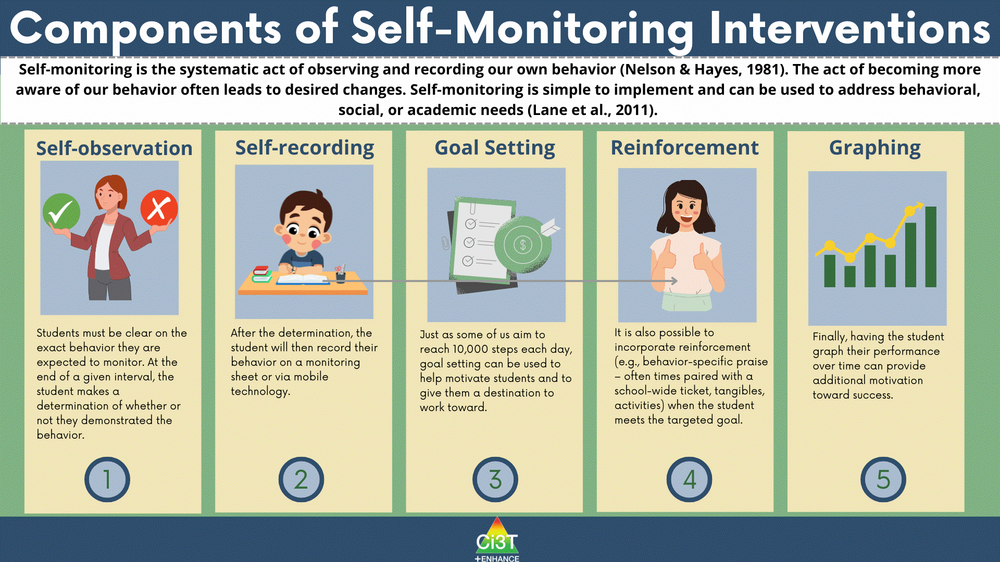 Components of Self-Monitoring Interventions
Self-monitoring is the systematic act of observing and recording our own behavior (Nelson & Hayes, 1981). The act of becoming more
aware of our behavior often leads to desired changes. Self-monitoring is simple to implement and can be used to address behavioral,
social, or academic needs (Lane et al., 2011).
Self-observation
Students must be clear on the
exact behavior they are
expected to monitor. At the
end of a given interval, the
student makes a
determination of whether or
not they demonstrated the
behavior.
1
Self-recording
After the determination, the
student will then record their
behavior on a monitoring
sheet or via mobile
technology.
2
Goal Setting
$
Just as some of us aim to
reach 10,000 steps each day,
goal setting can be used to
help motivate students and to
give them a destination to
work toward.
3
Reinforcement
It is also possible to
incorporate reinforcement
(e.g., behavior-specific praise
– often times paired with a
school-wide ticket, tangibles,
activities) when the student
meets the targeted goal.
4
Graphing
Finally, having the student
graph their performance
over time can provide
additional motivation
toward success.
5
Ci3T
+ENHANCE